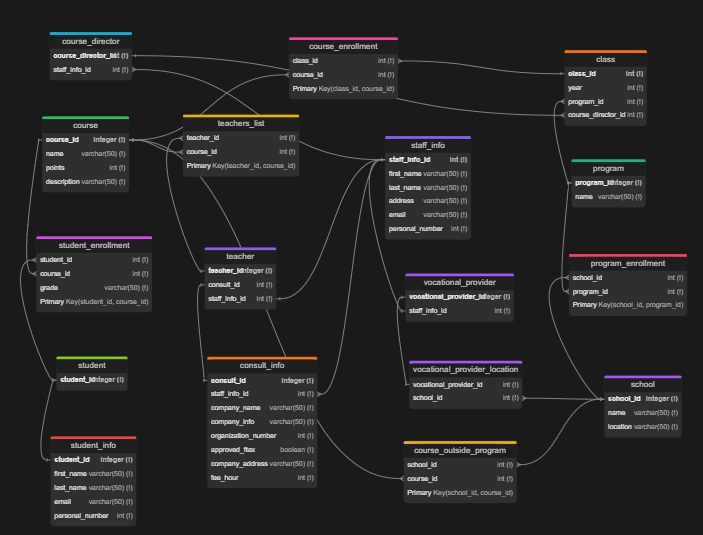 course_director
course_director_id int (!)
staff_info_id int (!)
course_enrollment
class_id int (!)
course_id int (!)
Primary Key(class_id, course_id)
class
class_id int (!)
year int (!)
program_id int (!)
course_director_id int (!)
course
course_id integer (!)
name varchar(50) (!)
points int (!)
description varchar(50) (!)
teachers_list
teacher_id int (!)
course_id int (!)
Primary Key(teacher_id, course_id)
staff_info
staff_info_id int (!)
first_name varchar(50) (!)
last_name varchar(50) (!)
address varchar(50) (!)
email varchar(50) (!)
personal_number int (!)
program
program_id integer (!)
name varchar(50) (!)
student_enrollment
student_id int (!)
course_id int (!)
grade varchar(50) (!)
Primary Key(student_id, course_id)
teacher
teacher_id integer (!)
consult_id int (!)
staff_info_id int (!)
program_enrollment
school_id int (!)
program_id int (!)
Primary Key(school_id, program_id)
vocational_provider
vocational_provider_id integer (!)
staff_info_id int (!)
student
student_id integer (!)
consult_info
consult_id integer (!)
staff_info_id int (!)
company_name varchar(50) (!)
company_info varchar(50) (!)
organization_number int (!)
approved_ftax boolean (!)
company_address varchar(50) (!)
fee_hour int (!)
vocational_provider_location
vocational_provider_id int (!)
school_id int (!)
school
school_id integer (!)
name varchar(50) (!)
location varchar(50) (!)
student_info
student_id int (!)
first_name varchar(50) (!)
last_name varchar(50) (!)
email varchar(50) (!)
personal_number int (!)
course_outside_program
school_id int (!)
course_id int (!)
Primary Key(school_id, course_id)